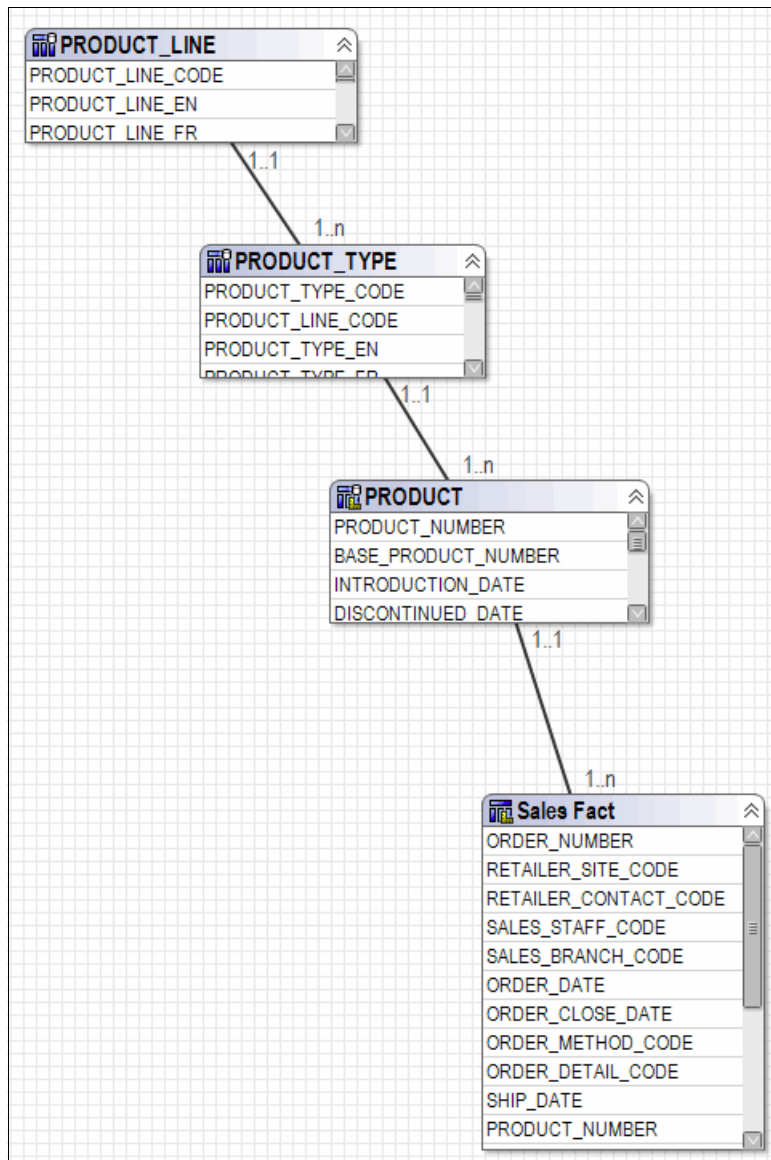 PRODUCT_LINE
PRODUCT_LINE_CODE
PRODUCT_LINE_EN
PRODUCT_LINE_FR
1..1
1..n
PRODUCT_TYPE
PRODUCT_TYPE_CODE
PRODUCT_LINE_CODE
PRODUCT_TYPE_EN
PRODUCT_TYPE_FR
1..1
1..n
PRODUCT
PRODUCT_NUMBER
BASE_PRODUCT_NUMBER
INTRODUCTION_DATE
DISCONTINUED_DATE
1..1
1..n
Sales Fact
ORDER_NUMBER
RETAILER_SITE_CODE
RETAILER_CONTACT_CODE
SALES_STAFF_CODE
SALES_BRANCH_CODE
ORDER_DATE
ORDER_CLOSE_DATE
ORDER_METHOD_CODE
ORDER_DETAIL_CODE
SHIP_DATE
PRODUCT_NUMBER